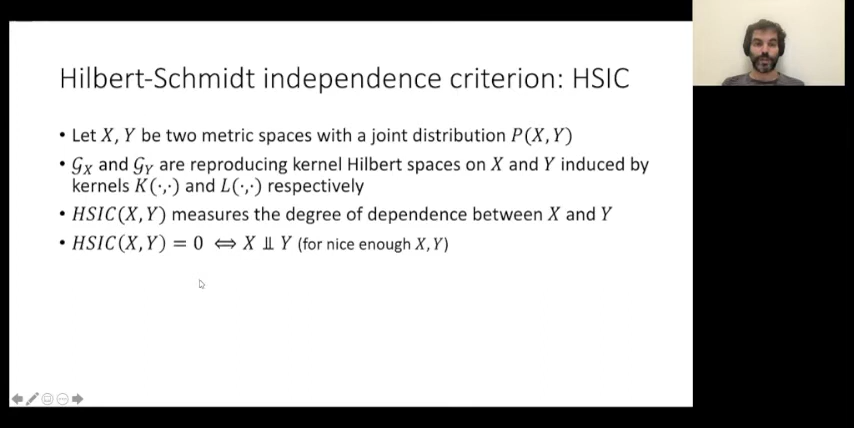 Hilbert-Schmidt independence criterion: HSIC
• Let X, Y be two metric spaces with a joint distribution P(X, Y)
• 𝒢_X and 𝒢_Y are reproducing kernel Hilbert spaces on X and Y induced by
kernels K(·,·) and L(·,·) respectively
• HSIC(X, Y) measures the degree of dependence between X and Y
• HSIC(X, Y) = 0 ⇔ X ⫫ Y (for nice enough X, Y)